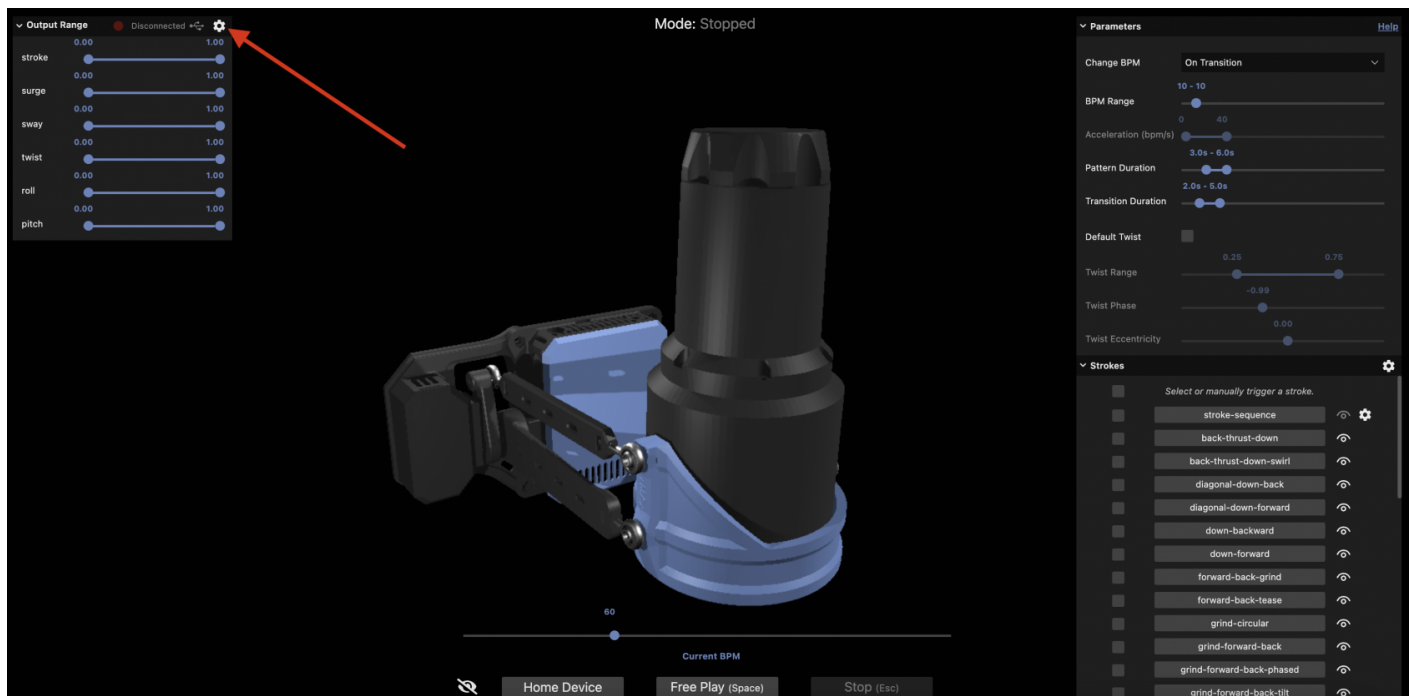 Output Range
Disconnected
0.00 1.00
stroke
0.00 1.00
surge
0.00 1.00
sway
0.00 1.00
twist
0.00 1.00
roll
0.00 1.00
pitch
Mode: Stopped
60
Current BPM
Home Device
Free Play (Space)
Stop (Esc)
Parameters
Help
Change BPM
On Transition
10 - 10
BPM Range
0 40
Acceleration (bpm/s)
3.0s - 6.0s
Pattern Duration
2.0s - 5.0s
Transition Duration
Default Twist
0.25 0.75
Twist Range
-0.99
Twist Phase
0.00
Twist Eccentricity
Strokes
Select or manually trigger a stroke.
stroke-sequence
back-thrust-down
back-thrust-down-swirl
diagonal-down-back
diagonal-down-forward
down-backward
down-forward
forward-back-grind
forward-back-tease
grind-circular
grind-forward-back
grind-forward-back-phased
grind-forward-back-tilt